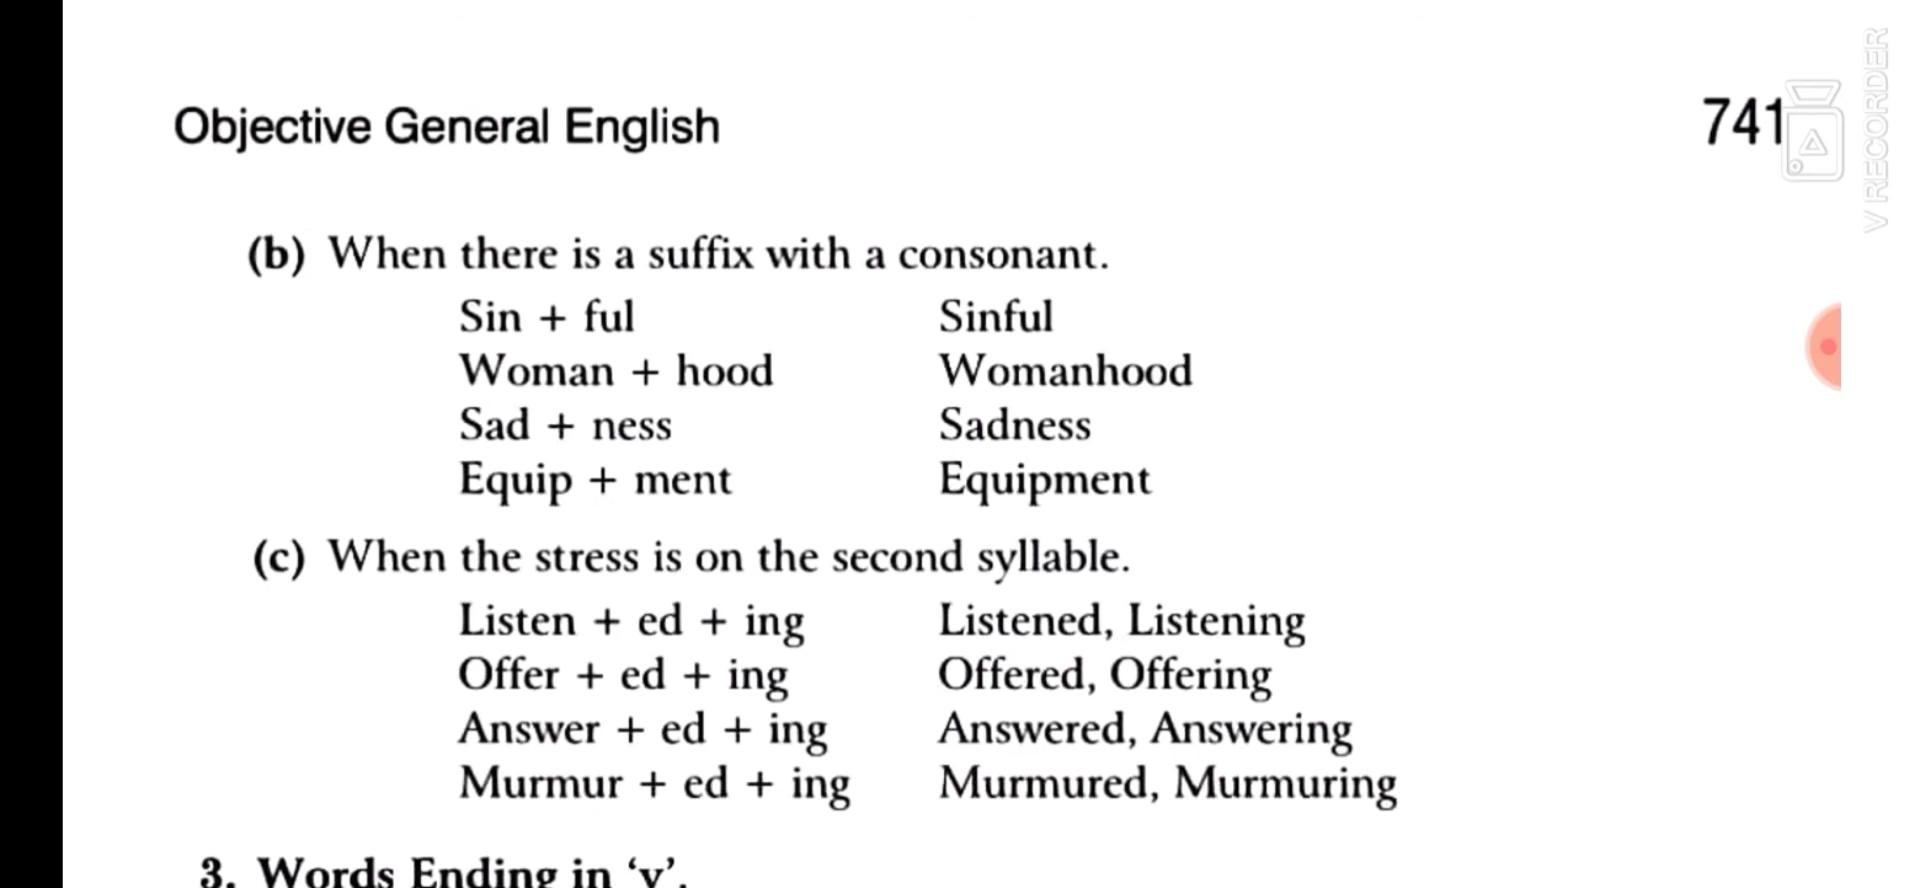 Objective General English 741
V RECORDER
(b) When there is a suffix with a consonant.
Sin + ful Sinful
Woman + hood Womanhood
Sad + ness Sadness
Equip + ment Equipment
(c) When the stress is on the second syllable.
Listen + ed + ing Listened, Listening
Offer + ed + ing Offered, Offering
Answer + ed + ing Answered, Answering
Murmur + ed + ing Murmured, Murmuring
3. Words Ending in ‘y’.